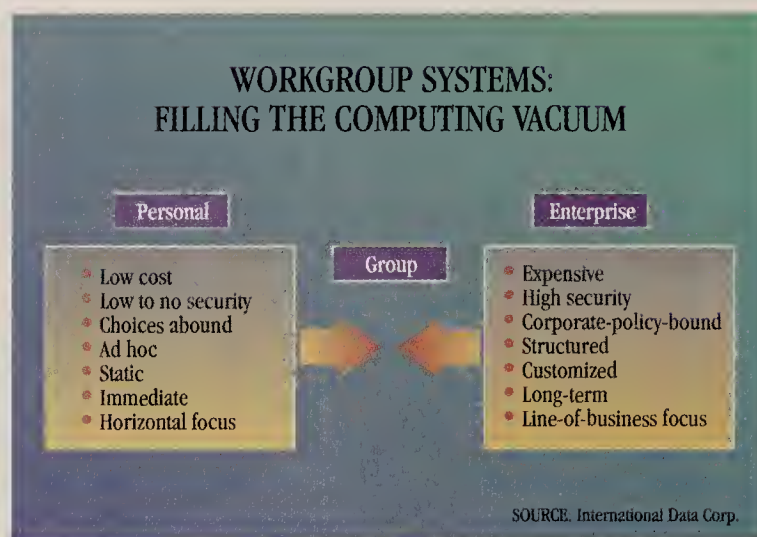 WORKGROUP SYSTEMS:
FILLING THE COMPUTING VACUUM
Personal
Low cost
Low to no security
Choices abound
Ad hoc
Static
Immediate
Horizontal focus
Group
Enterprise
Expensive
High security
Corporate-policy-bound
Structured
Customized
Long-term
Line-of-business focus
SOURCE. International Data Corp.